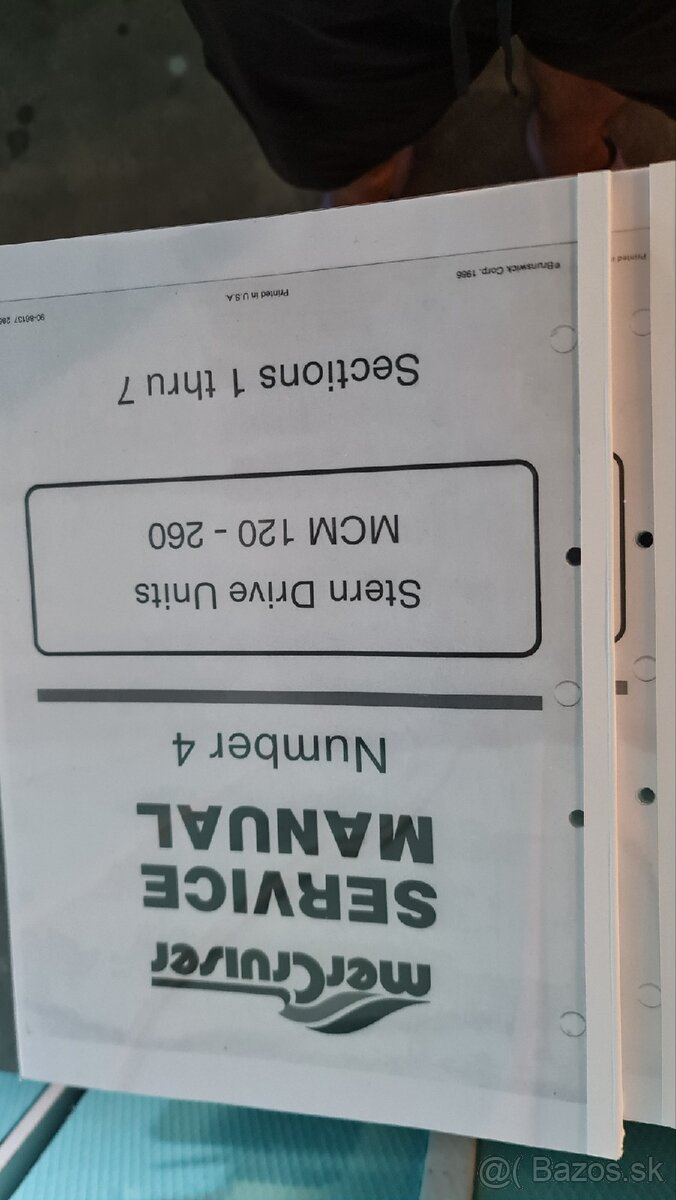 merCruiser
SERVICE
MANUAL
Number 4
Stern Drive Units
MCM 120 - 260
Sections 1 thru 7
©Brunswick Corp. 1986
Printed in U.S.A.
Printed
@( Bazos.sk